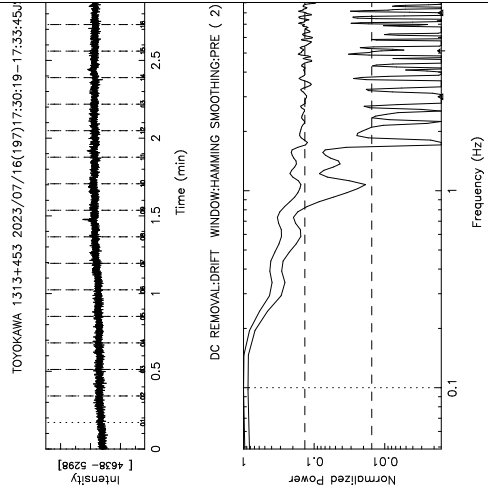 TOYOKAWA 1313+453 2023/07/16(197)17:30:19-17:33:45J
Intensity
[ 4638- 5298]
0 0.5 1 1.5 2 2.5
Time (min)
DC REMOVAL:DRIFT WINDOW:HAMMING SMOOTHING:PRE ( 2)
Normalized Power
1 0.1 0.01
0.1 1
Frequency (Hz)